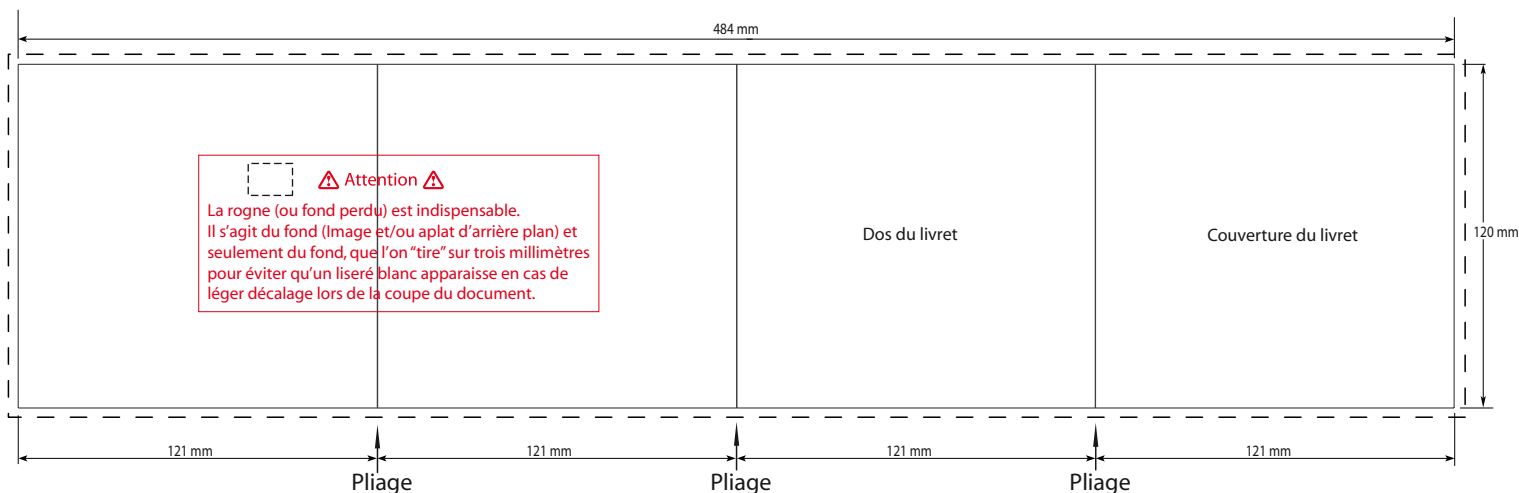 484 mm
⚠ Attention ⚠
La rogne (ou fond perdu) est indispensable.
Il s’agit du fond (Image et/ou aplat d’arrière plan) et
seulement du fond, que l’on “tire” sur trois millimètres
pour éviter qu’un liseré blanc apparaisse en cas de
léger décalage lors de la coupe du document.
Dos du livret
Couverture du livret
120 mm
121 mm
121 mm
121 mm
121 mm
Pliage
Pliage
Pliage